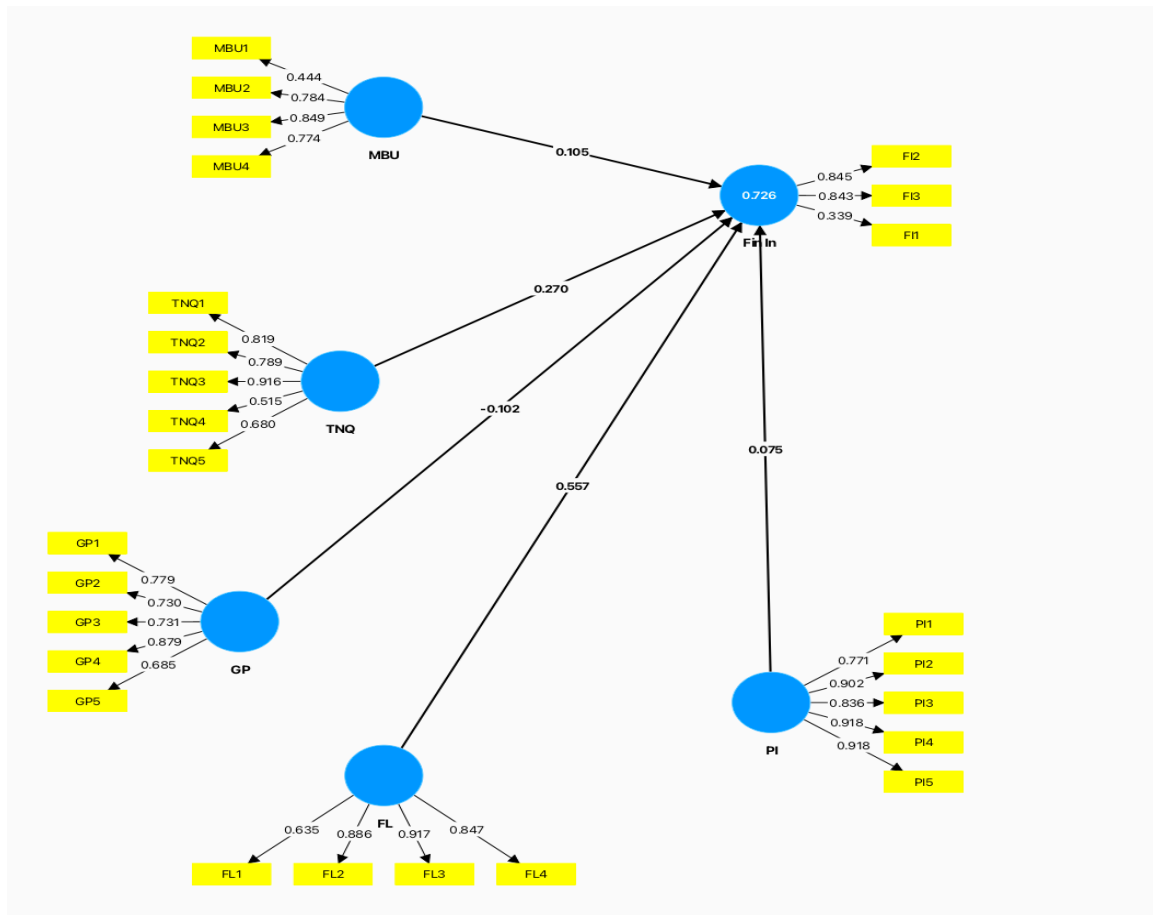 MBU1
0.444
MBU2
0.784
MBU3
0.849
MBU4
0.774
MBU
0.105
0.726
Fin In
FI2
0.845
FI3
0.843
FI1
0.339
TNQ1
0.819
TNQ2
0.789
TNQ3
0.916
TNQ4
0.515
TNQ5
0.680
TNQ
0.270
-0.102
0.557
0.075
GP1
0.779
GP2
0.730
GP3
0.731
GP4
0.879
GP5
0.685
GP
PI1
0.771
PI2
0.902
PI3
0.836
PI4
0.918
PI5
0.918
PI
FL
0.635
0.886
0.917
0.847
FL1
FL2
FL3
FL4